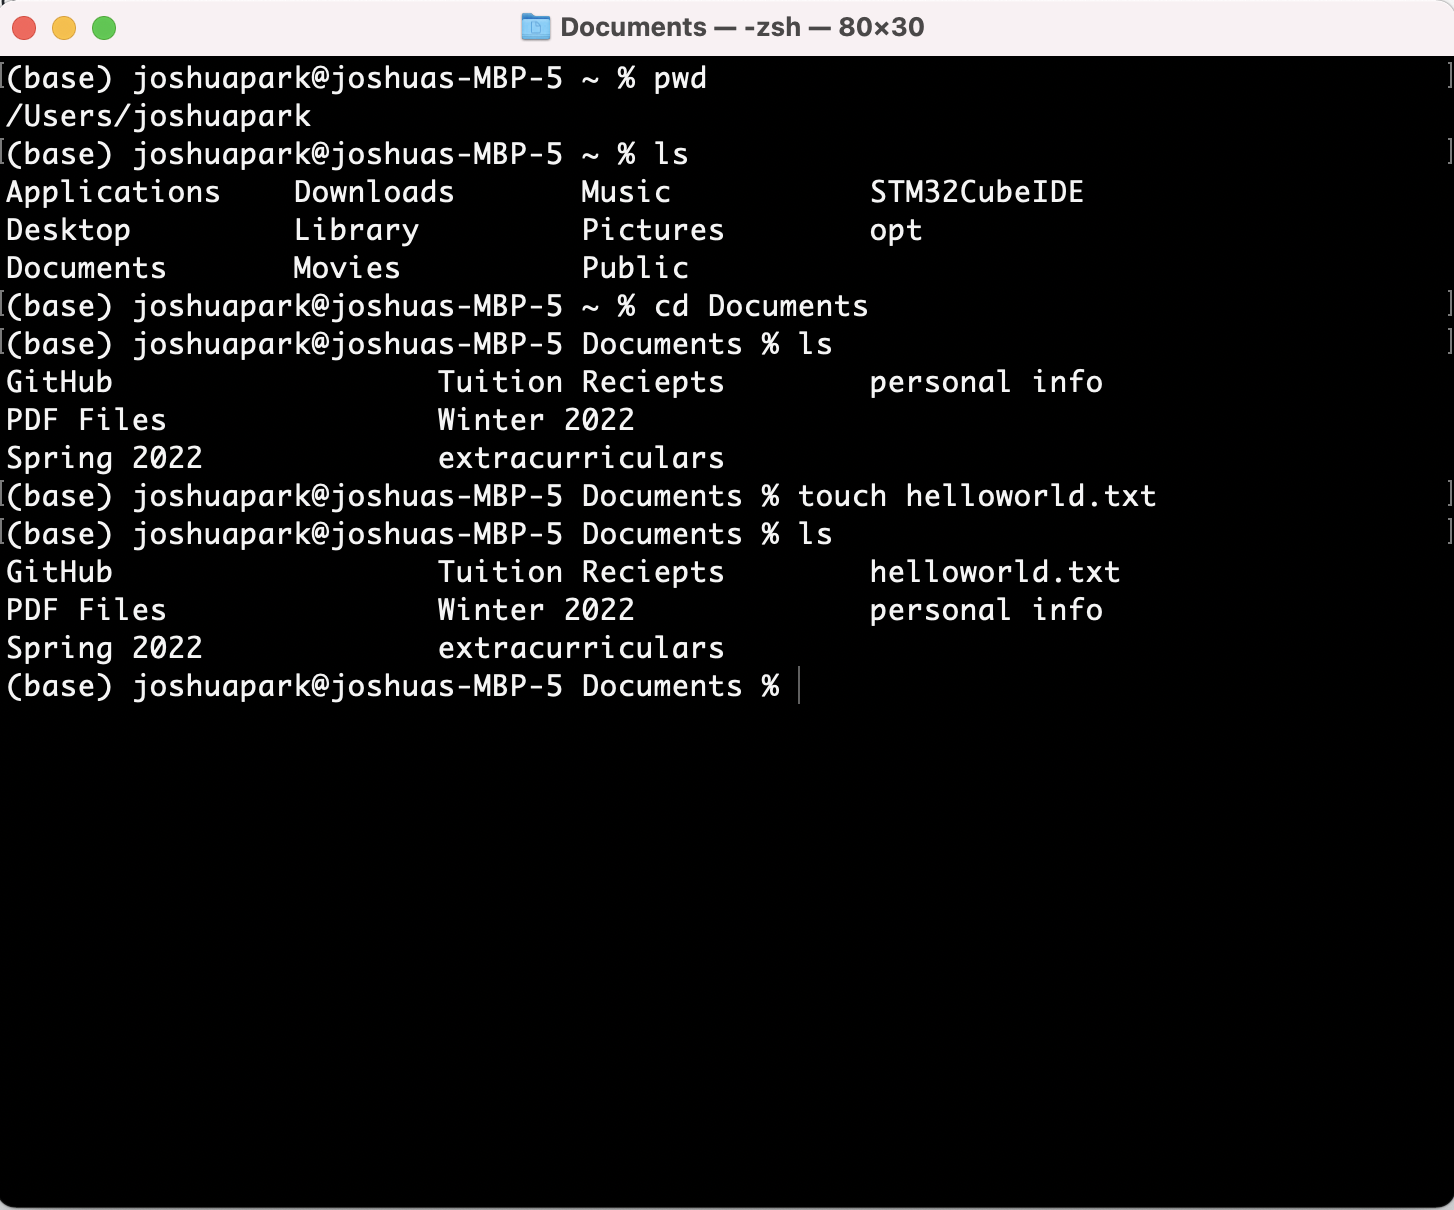 Documents — -zsh — 80×30
(base) joshuapark@joshuas-MBP-5 ~ % pwd
/Users/joshuapark
(base) joshuapark@joshuas-MBP-5 ~ % ls
Applications    Downloads       Music           STM32CubeIDE
Desktop         Library         Pictures        opt
Documents       Movies          Public
(base) joshuapark@joshuas-MBP-5 ~ % cd Documents
(base) joshuapark@joshuas-MBP-5 Documents % ls
GitHub                  Tuition Reciepts        personal info
PDF Files               Winter 2022
Spring 2022             extracurriculars
(base) joshuapark@joshuas-MBP-5 Documents % touch helloworld.txt
(base) joshuapark@joshuas-MBP-5 Documents % ls
GitHub                  Tuition Reciepts        helloworld.txt
PDF Files               Winter 2022             personal info
Spring 2022             extracurriculars
(base) joshuapark@joshuas-MBP-5 Documents %